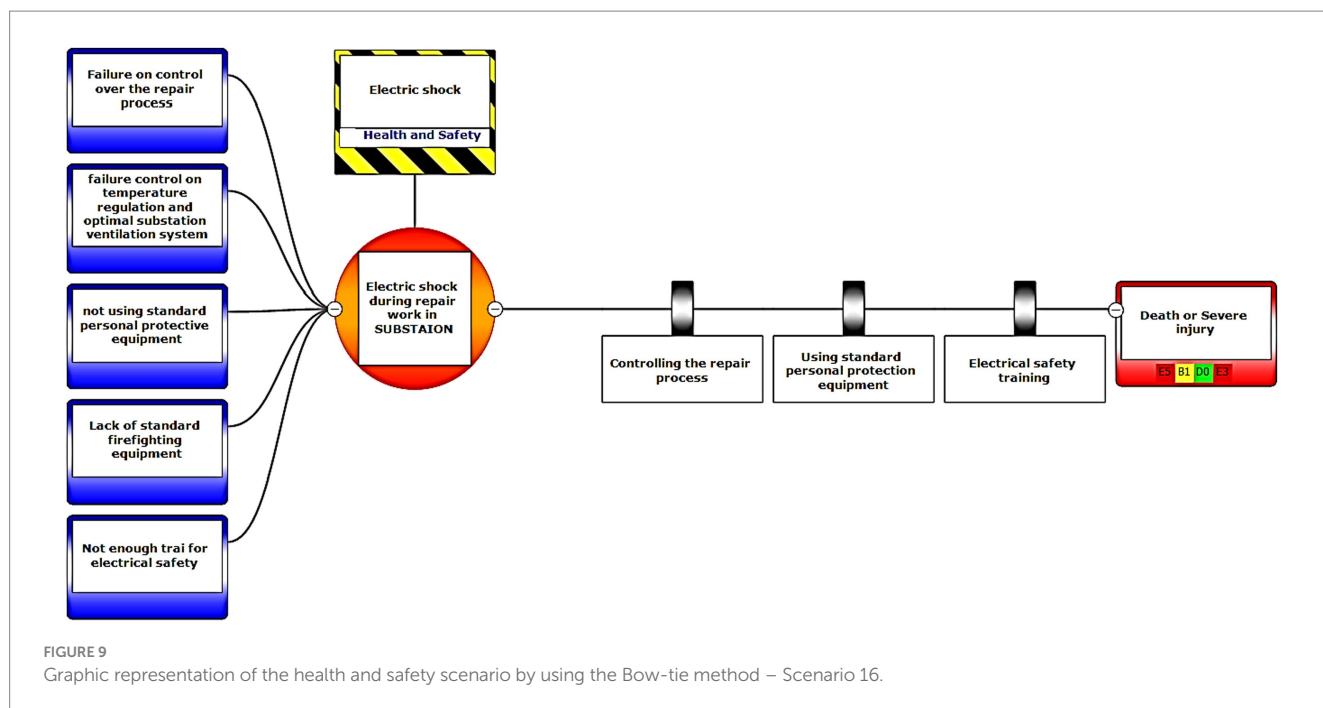 Failure on control
over the repair
process
failure control on
temperature
regulation and
optimal substation
ventilation system
not using standard
personal protective
equipment
Lack of standard
firefighting
equipment
Not enough trai for
electrical safety
Electric shock
Health and Safety
Electric shock
during repair
work in
SUBSTAION
Controlling the repair
process
Using standard
personal protection
equipment
Electrical safety
training
Death or Severe
injury
E5 B1 D0 E3
FIGURE 9
Graphic representation of the health and safety scenario by using the Bow-tie method – Scenario 16.